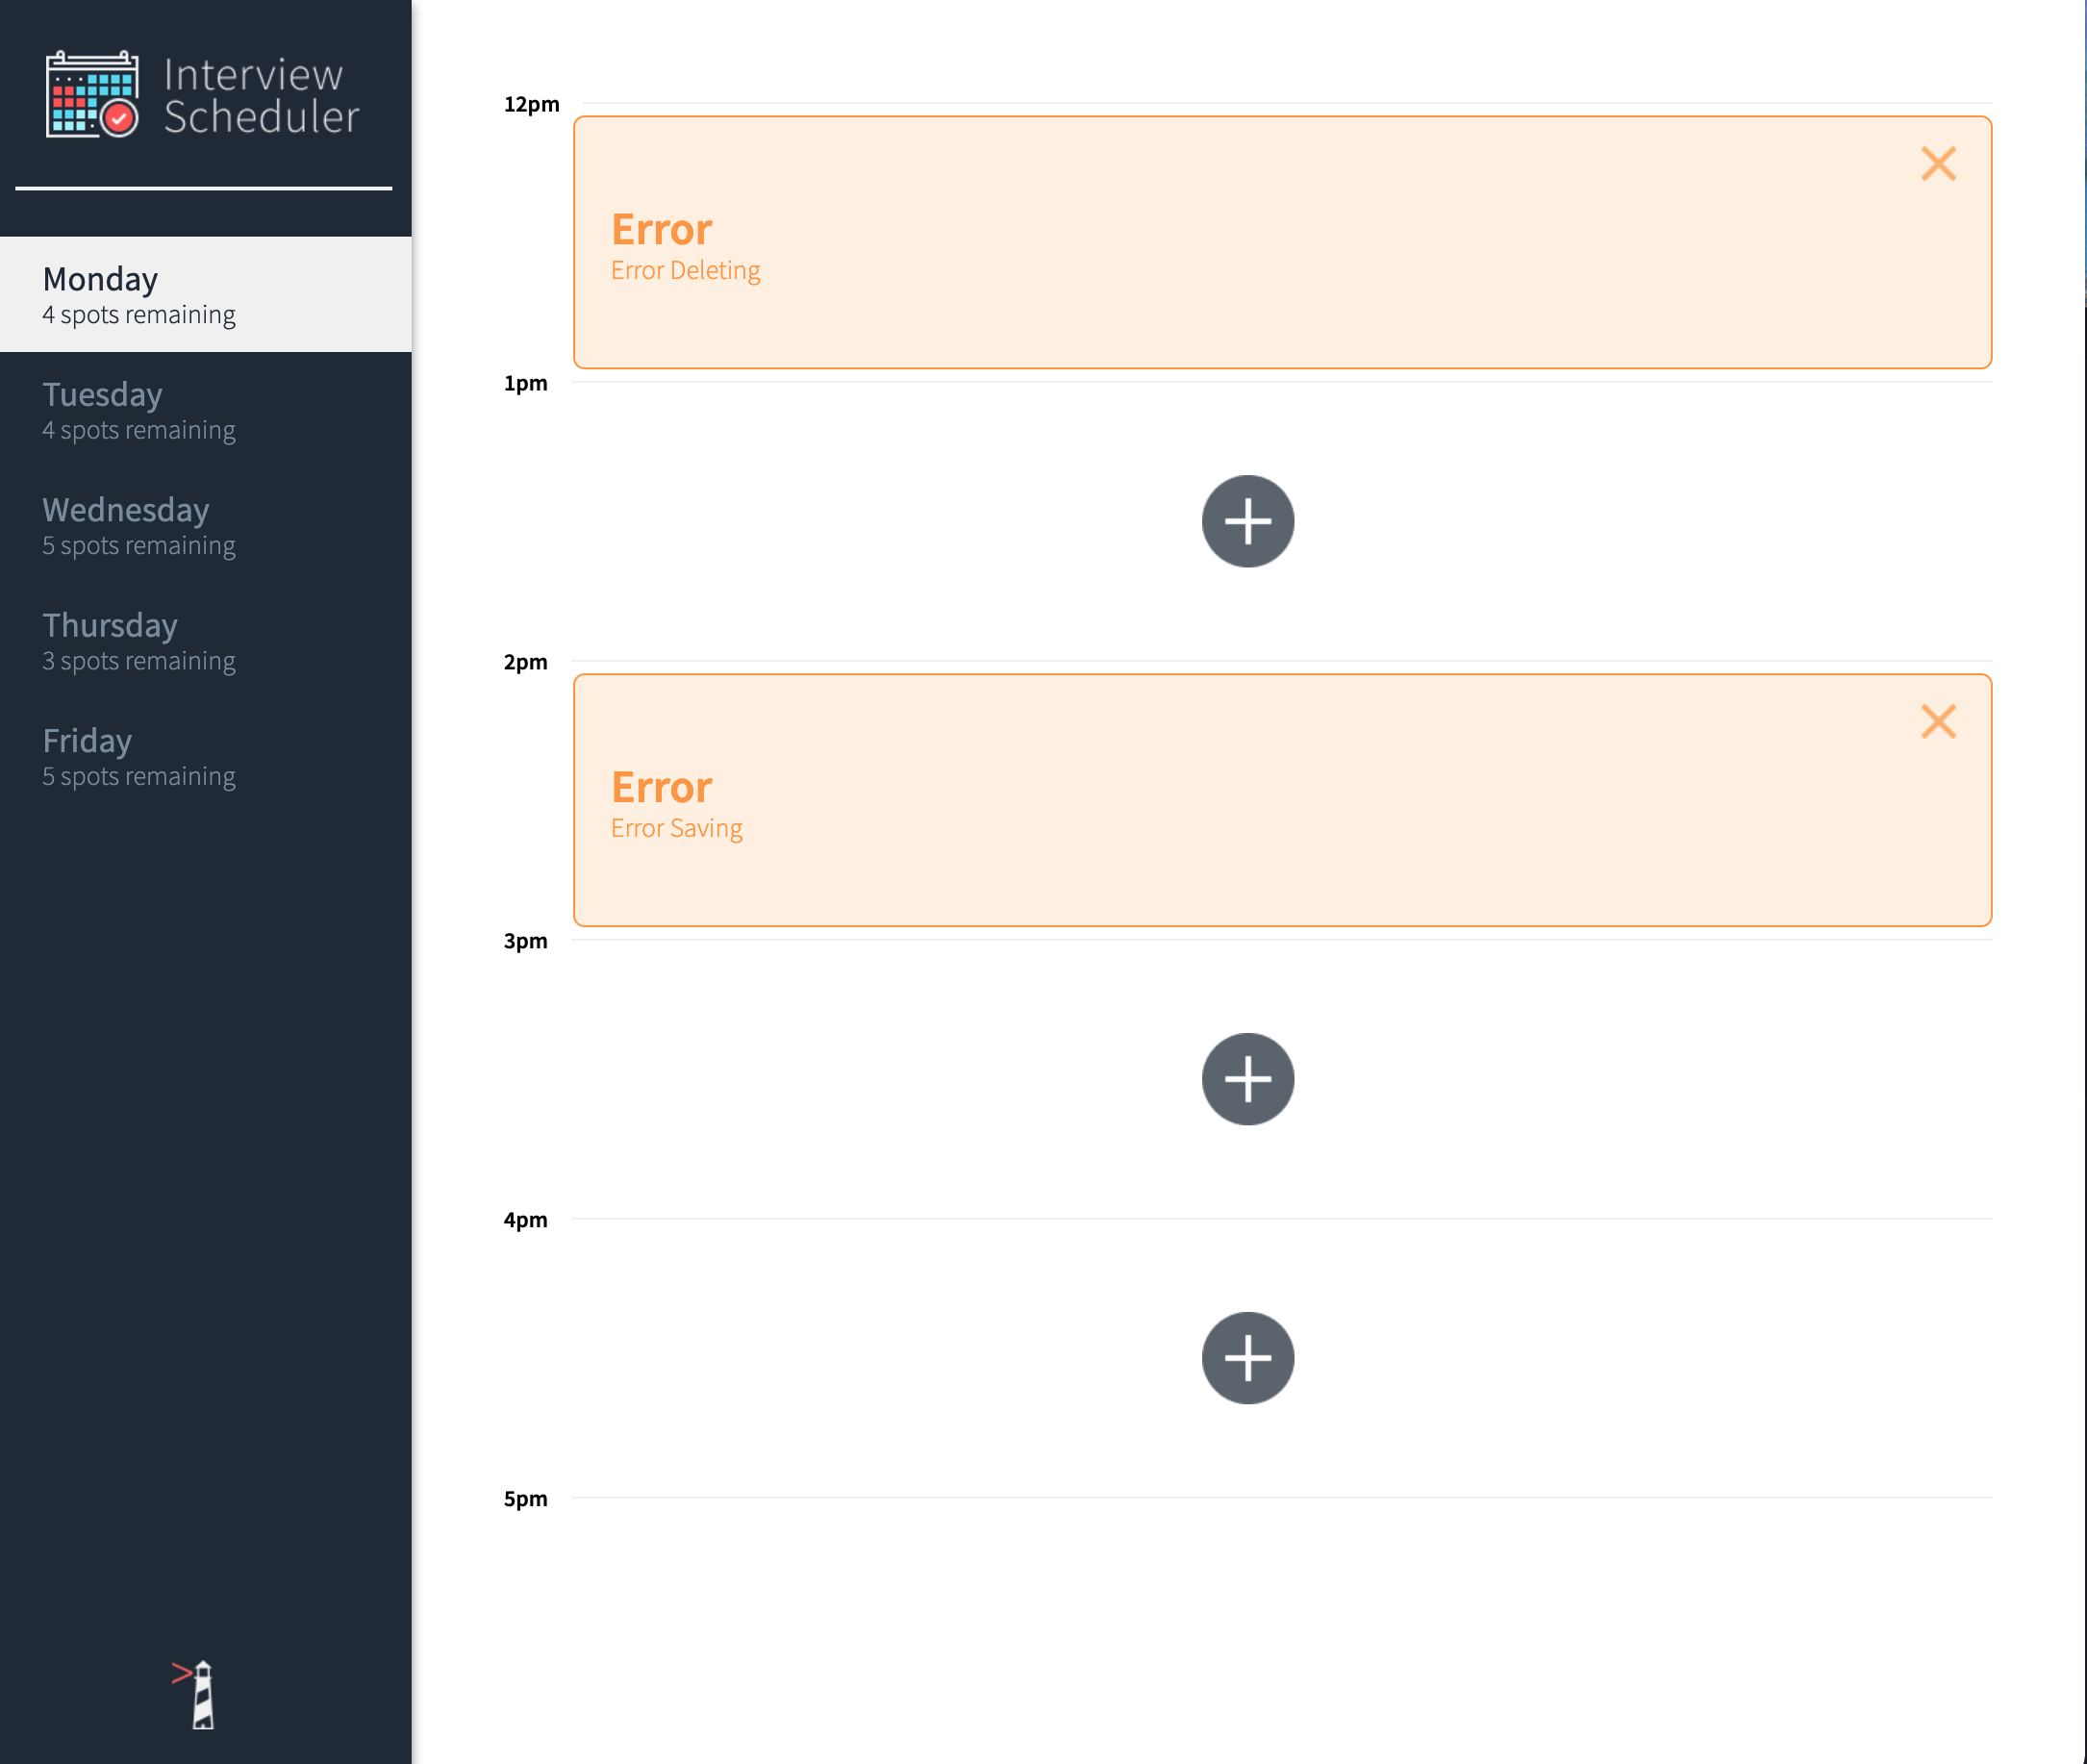 Interview
Scheduler
Monday
4 spots remaining
Tuesday
4 spots remaining
Wednesday
5 spots remaining
Thursday
3 spots remaining
Friday
5 spots remaining
12pm
Error
Error Deleting
1pm
2pm
Error
Error Saving
3pm
4pm
5pm